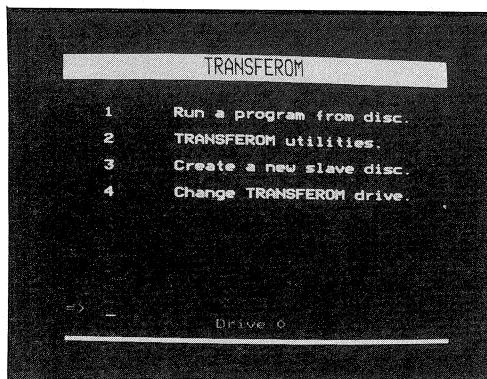 TRANSFEROM
1 Run a program from disc.
2 TRANSFEROM utilities.
3 Create a new slave disc.
4 Change TRANSFEROM drive.
=> _
Drive 0